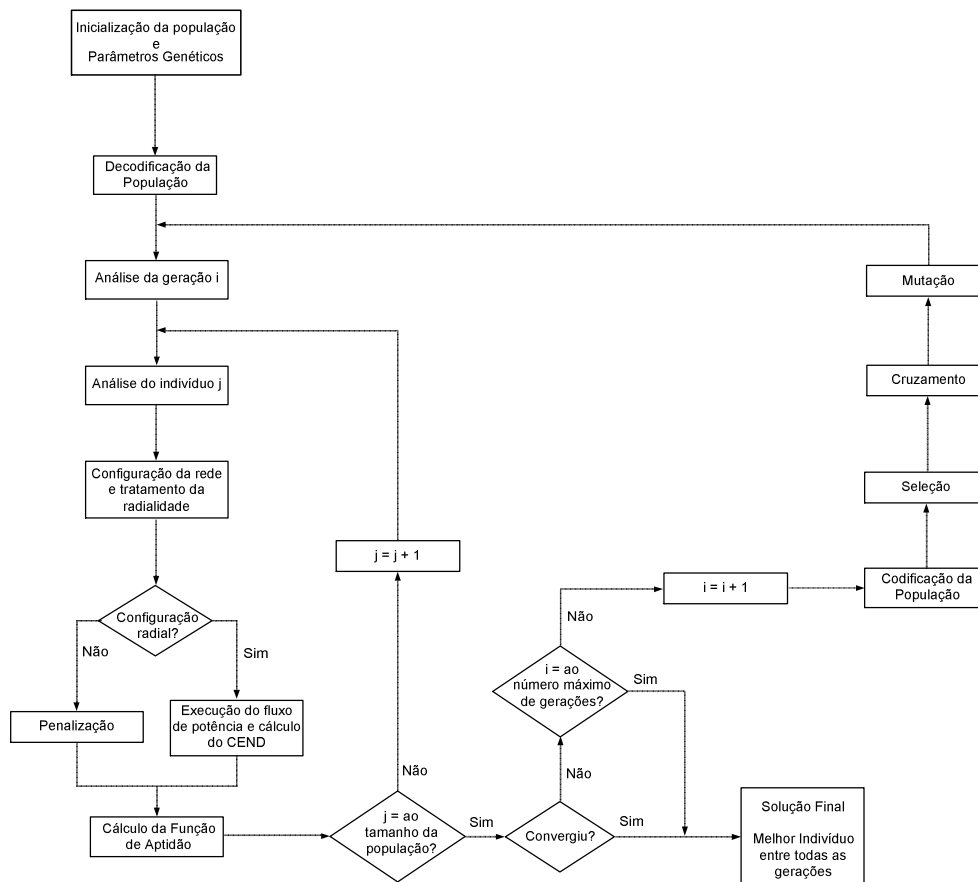 Inicialização da população
e
Parâmetros Genéticos
Decodificação da
População
Análise da geração i
Mutação
Análise do indivíduo j
Cruzamento
Configuração da rede
e tratamento da
radialidade
Seleção
j = j + 1
i = i + 1
Codificação da
População
Configuração
radial?
Não
Sim
Não
i = ao
número máximo
de gerações?
Sim
Penalização
Execução do fluxo
de potência e cálculo
do CEND
Não
Não
Cálculo da Função
de Aptidão
j = ao
tamanho da
população?
Sim
Convergiu?
Sim
Solução Final
Melhor Indivíduo
entre todas as
gerações